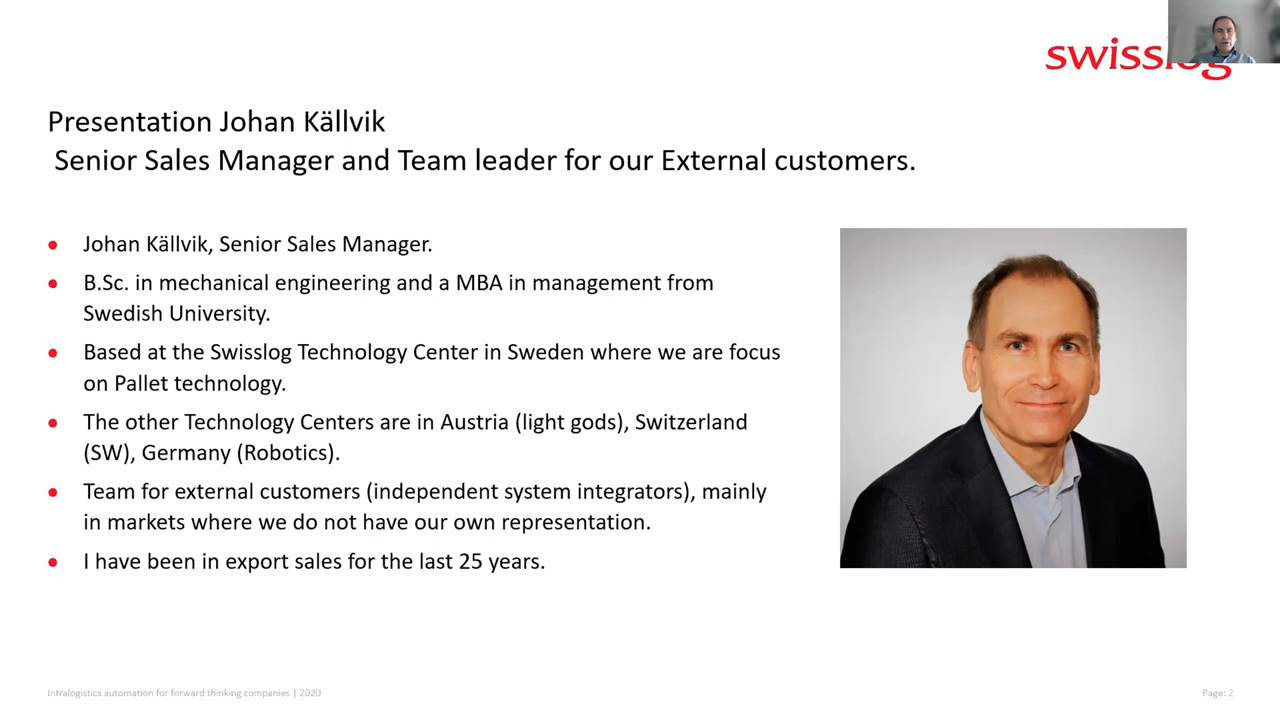 swisslog
Presentation Johan Källvik
Senior Sales Manager and Team leader for our External customers.
• Johan Källvik, Senior Sales Manager.
• B.Sc. in mechanical engineering and a MBA in management from
Swedish University.
• Based at the Swisslog Technology Center in Sweden where we are focus
on Pallet technology.
• The other Technology Centers are in Austria (light gods), Switzerland
(SW), Germany (Robotics).
• Team for external customers (independent system integrators), mainly
in markets where we do not have our own representation.
• I have been in export sales for the last 25 years.
Intralogistics automation for forward thinking companies | 2020
Page: 2